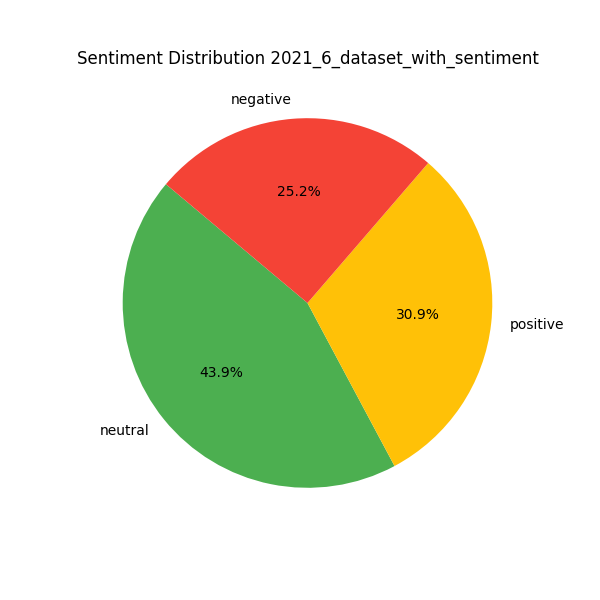 Sentiment Distribution 2021_6_dataset_with_sentiment
negative
25.2%
30.9%
positive
43.9%
neutral